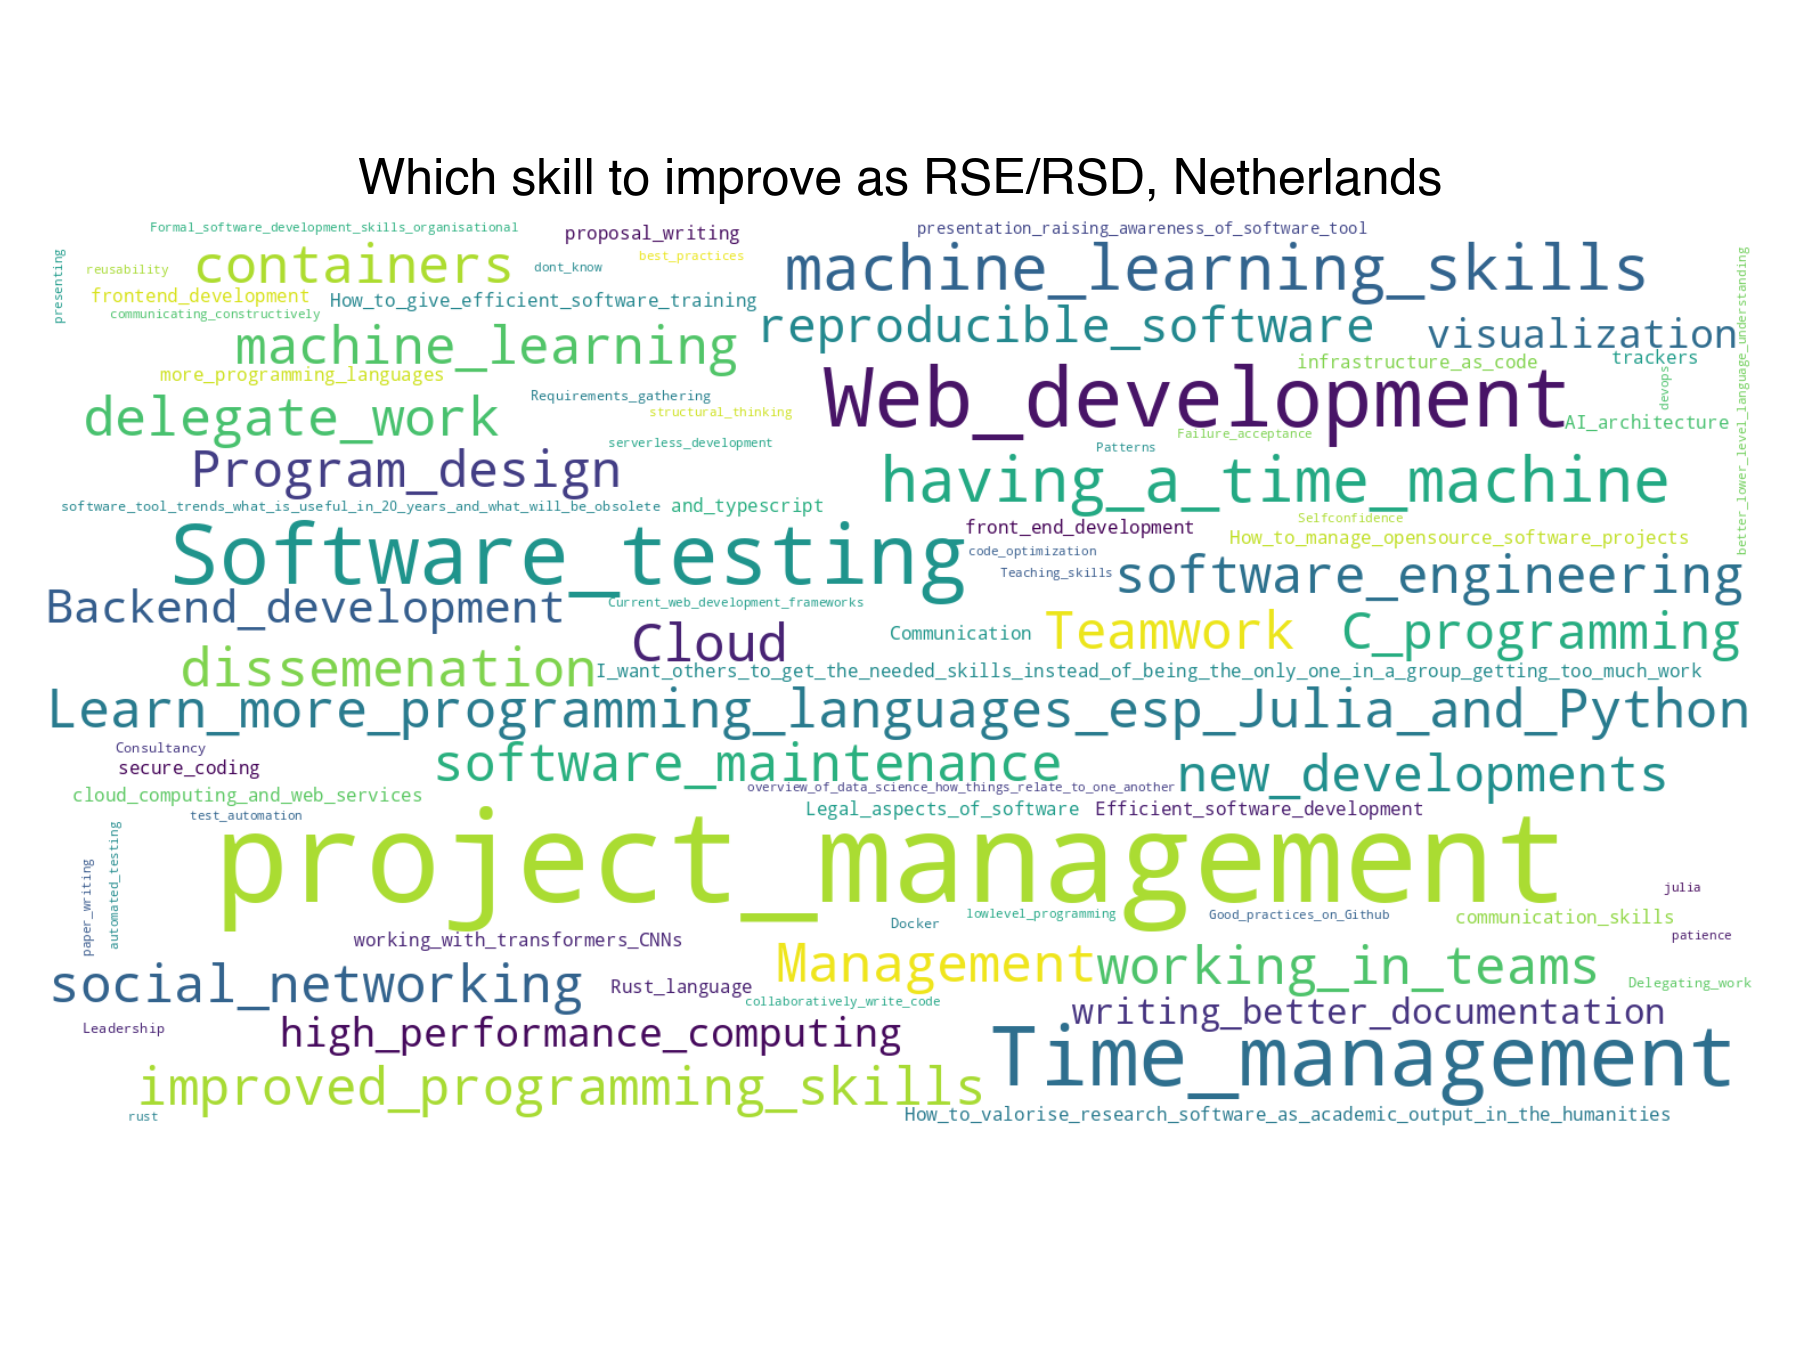 Which skill to improve as RSE/RSD, Netherlands
Formal_software_development_skills_organisational
proposal_writing
presentation_raising_awareness_of_software_tool
presenting
reusability
containers
dont_know
best_practices
machine_learning_skills
better_lower_level_language_understanding
frontend_development
How_to_give_efficient_software_training
communicating_constructively
reproducible_software
visualization
machine_learning
infrastructure_as_code
trackers
more_programming_languages
devops
delegate_work
Requirements_gathering
structural_thinking
Web_development
AI_architecture
serverless_development
Failure_acceptance
Patterns
Program_design
having_a_time_machine
software_tool_trends_what_is_useful_in_20_years_and_what_will_be_obsolete
and_typescript
front_end_development
Selfconfidence
How_to_manage_opensource_software_projects
Software_testing
code_optimization
Teaching_skills
software_engineering
Backend_development
Current_web_development_frameworks
Cloud
Communication
Teamwork
C_programming
dissemenation
I_want_others_to_get_the_needed_skills_instead_of_being_the_only_one_in_a_group_getting_too_much_work
Learn_more_programming_languages_esp_Julia_and_Python
Consultancy
secure_coding
software_maintenance
new_developments
cloud_computing_and_web_services
overview_of_data_science_how_things_relate_to_one_another
Legal_aspects_of_software
Efficient_software_development
test_automation
project_management
paper_writing
automated_testing
julia
Docker
lowlevel_programming
Good_practices_on_Github
communication_skills
patience
working_with_transformers_CNNs
Management
working_in_teams
social_networking
Rust_language
collaboratively_write_code
Delegating_work
Leadership
high_performance_computing
writing_better_documentation
Time_management
improved_programming_skills
rust
How_to_valorise_research_software_as_academic_output_in_the_humanities